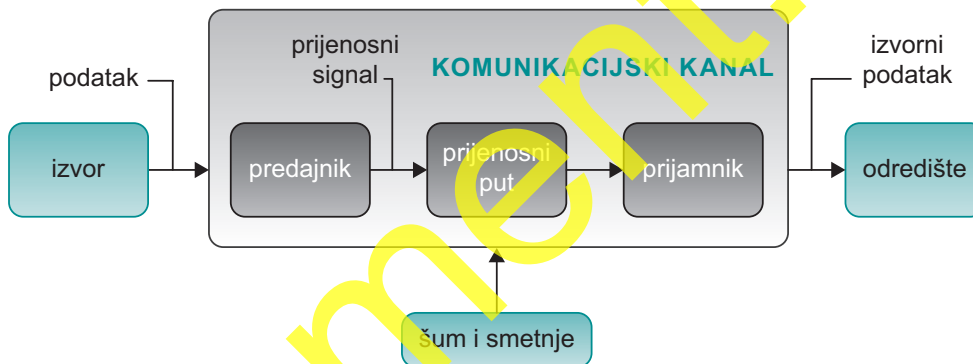 prijenosni
signal
izvorni
podatak
podatak
KOMUNIKACIJSKI KANAL
izvor
predajnik
prijenosni
put
prijamnik
odredište
šum i smetnje